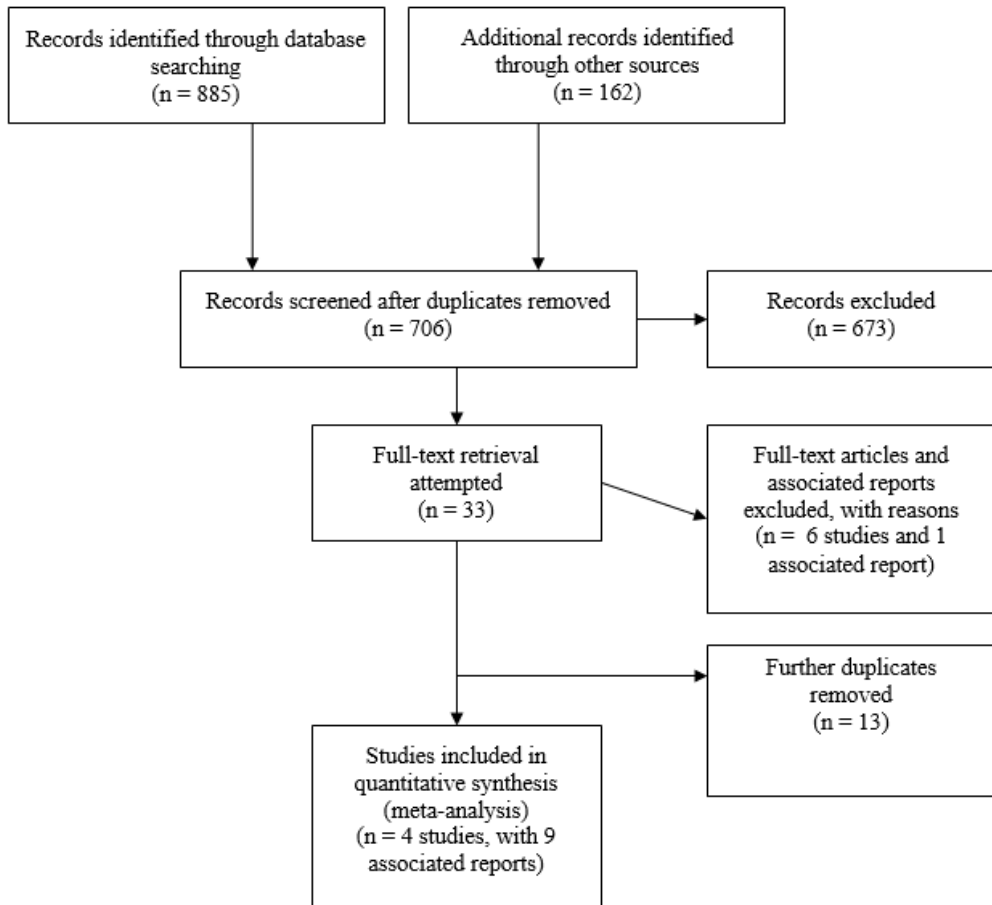 Records identified through database
searching
(n = 885)
Additional records identified
through other sources
(n = 162)
Records screened after duplicates removed
(n = 706)
Records excluded
(n = 673)
Full-text retrieval
attempted
(n = 33)
Full-text articles and
associated reports
excluded, with reasons
(n =  6 studies and 1
associated report)
Further duplicates
removed
(n = 13)
Studies included in
quantitative synthesis
(meta-analysis)
(n = 4 studies, with 9
associated reports)